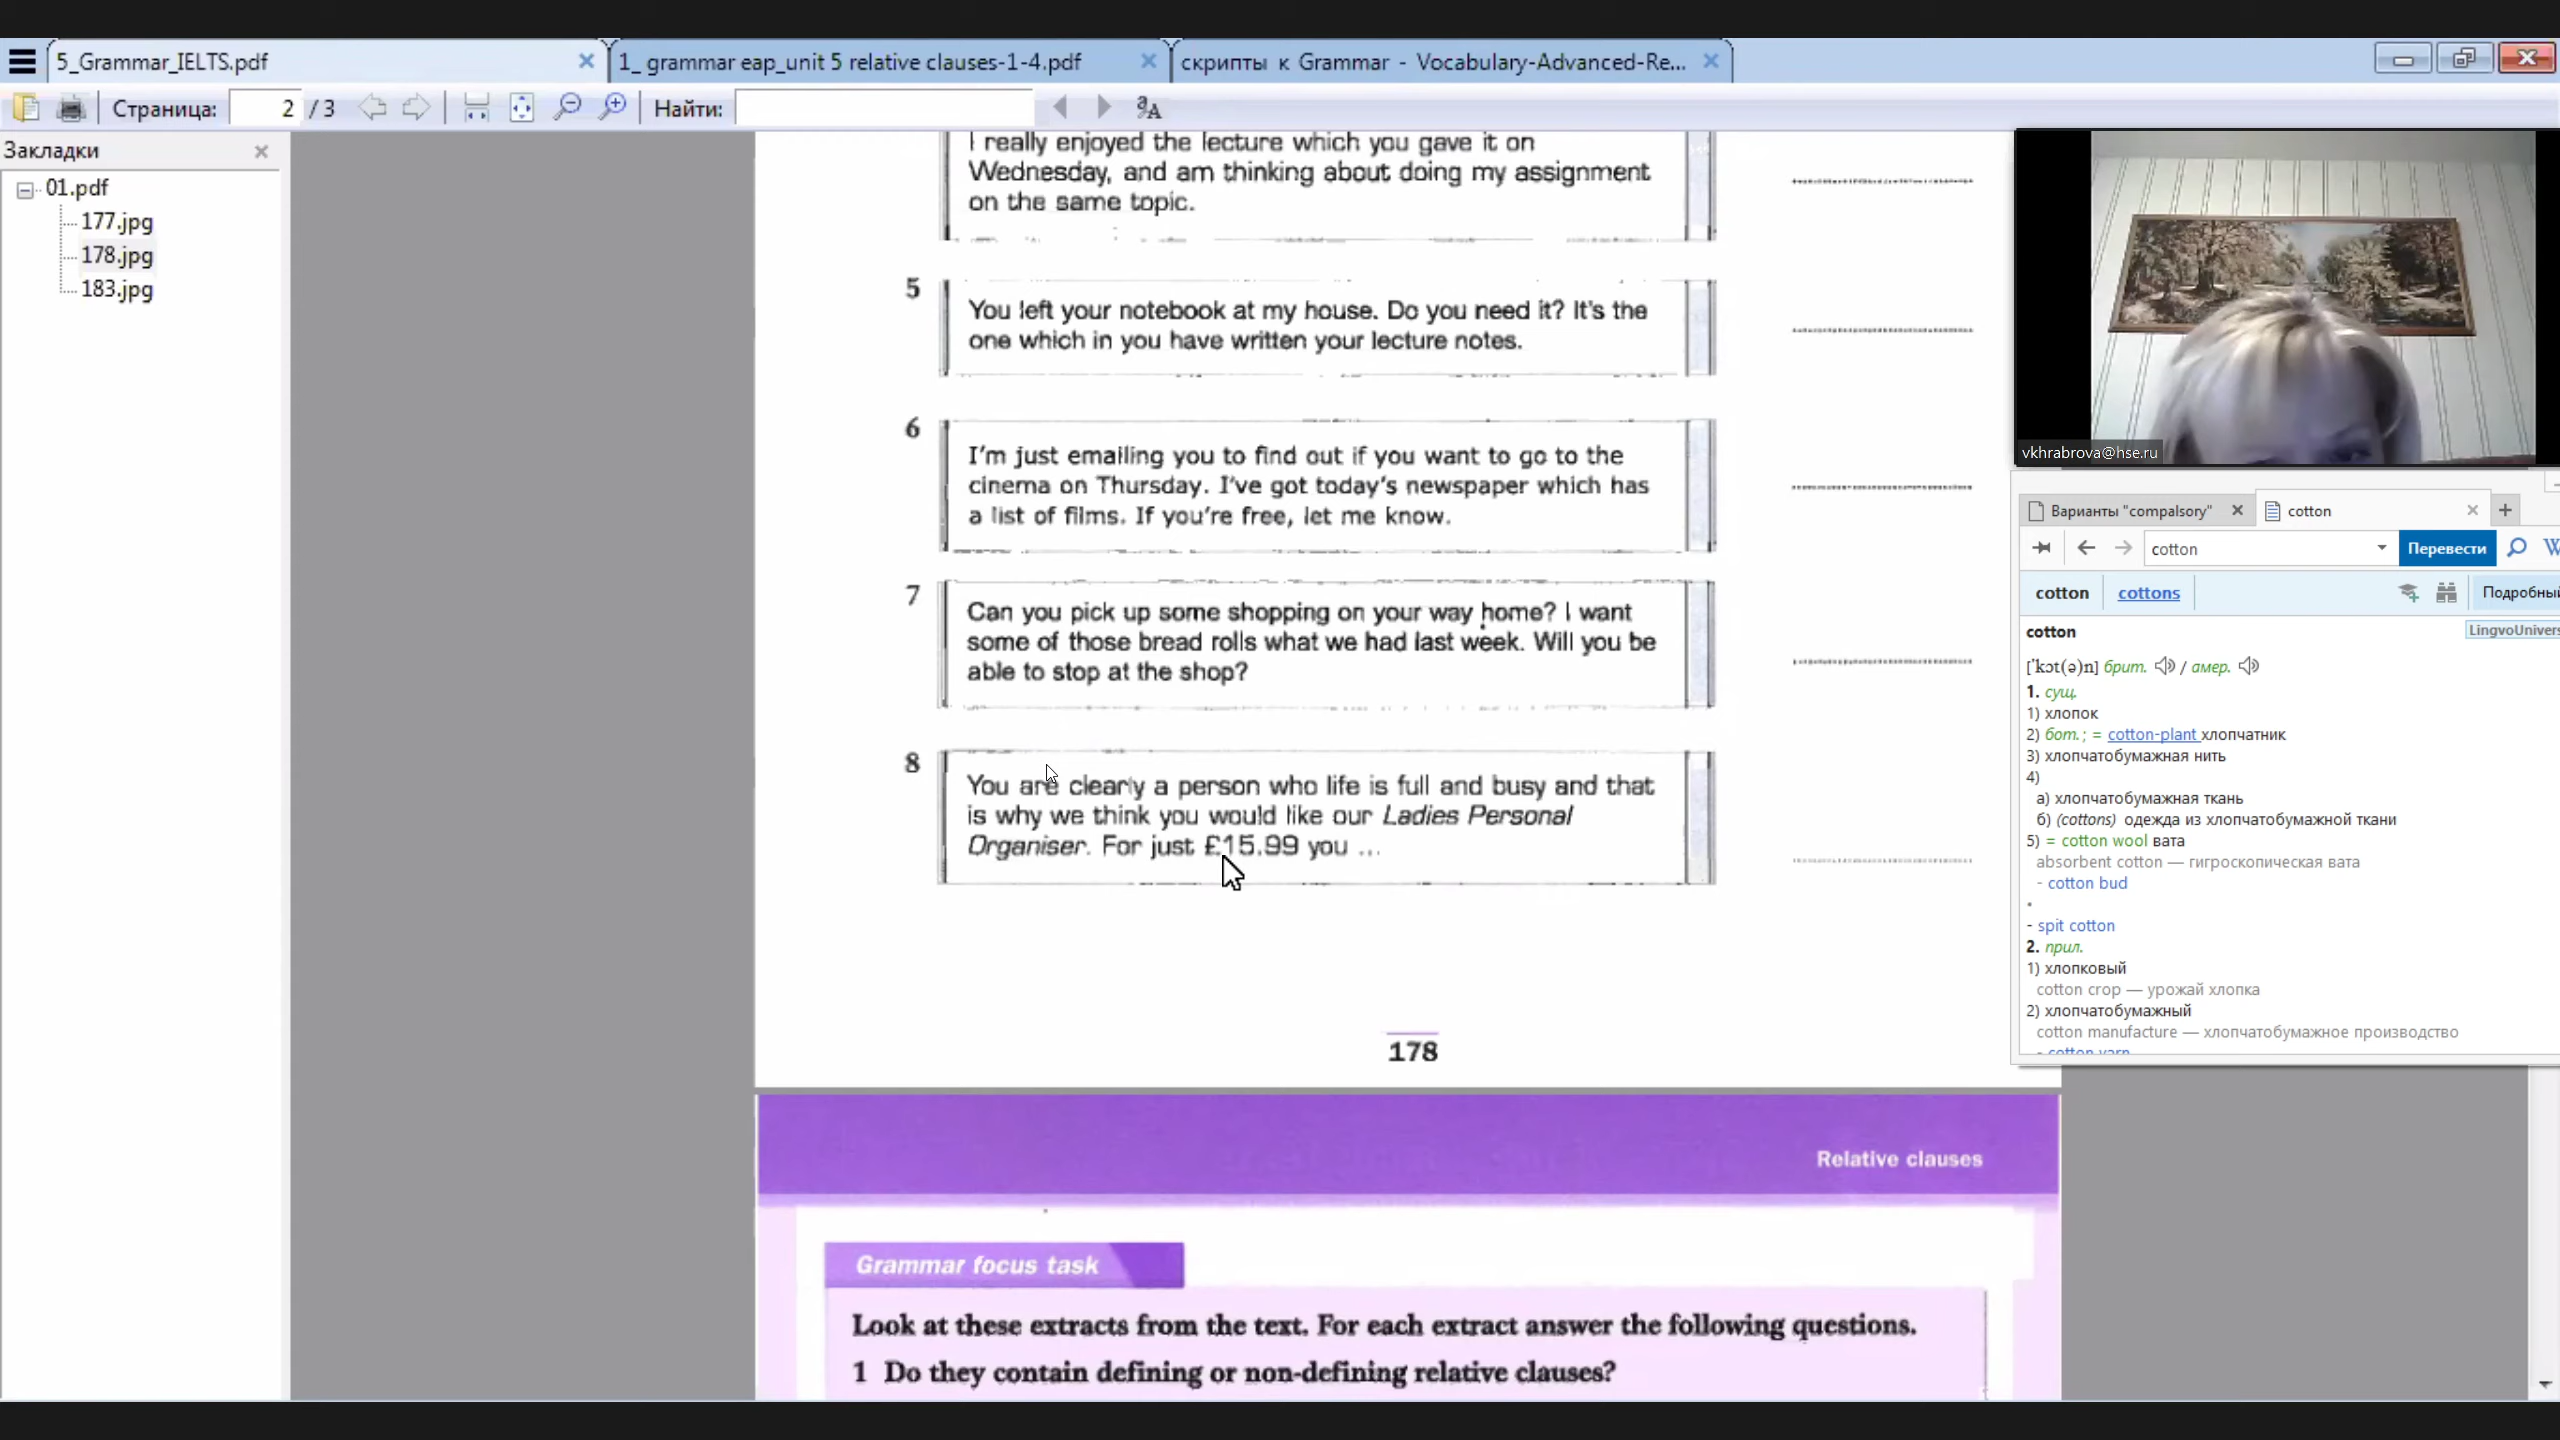 5_Grammar_IELTS.pdf
1_ grammar eap_unit 5 relative clauses-1-4.pdf
скрипты к Grammar - Vocabulary-Advanced-Re...
Страница: 2 / 3
Найти:
Закладки
01.pdf
177.jpg
178.jpg
183.jpg
I really enjoyed the lecture which you gave it on
Wednesday, and am thinking about doing my assignment
on the same topic.
5
You left your notebook at my house. Do you need it? It's the
one which in you have written your lecture notes.
6
I'm just emailing you to find out if you want to go to the
cinema on Thursday. I've got today's newspaper which has
a list of films. If you're free, let me know.
7
Can you pick up some shopping on your way home? I want
some of those bread rolls what we had last week. Will you be
able to stop at the shop?
8
You are clearly a person who life is full and busy and that
is why we think you would like our Ladies Personal
Organiser. For just £15.99 you ...
178
Relative clauses
Grammar focus task
Look at these extracts from the text. For each extract answer the following questions.
1 Do they contain defining or non-defining relative clauses?
vkhrabrova@hse.ru
Варианты "compalsory"
cotton
cotton
Перевести
cotton
cottons
Подробный
cotton
LingvoUnivers
['kɔt(ə)n] брит. / амер.
1. сущ.
1) хлопок
2) бот. ; = cotton-plant хлопчатник
3) хлопчатобумажная нить
4)
а) хлопчатобумажная ткань
б) (cottons) одежда из хлопчатобумажной ткани
5) = cotton wool вата
absorbent cotton — гигроскопическая вата
- cotton bud
•
- spit cotton
2. прил.
1) хлопковый
cotton crop — урожай хлопка
2) хлопчатобумажный
cotton manufacture — хлопчатобумажное производство
- cotton yarn